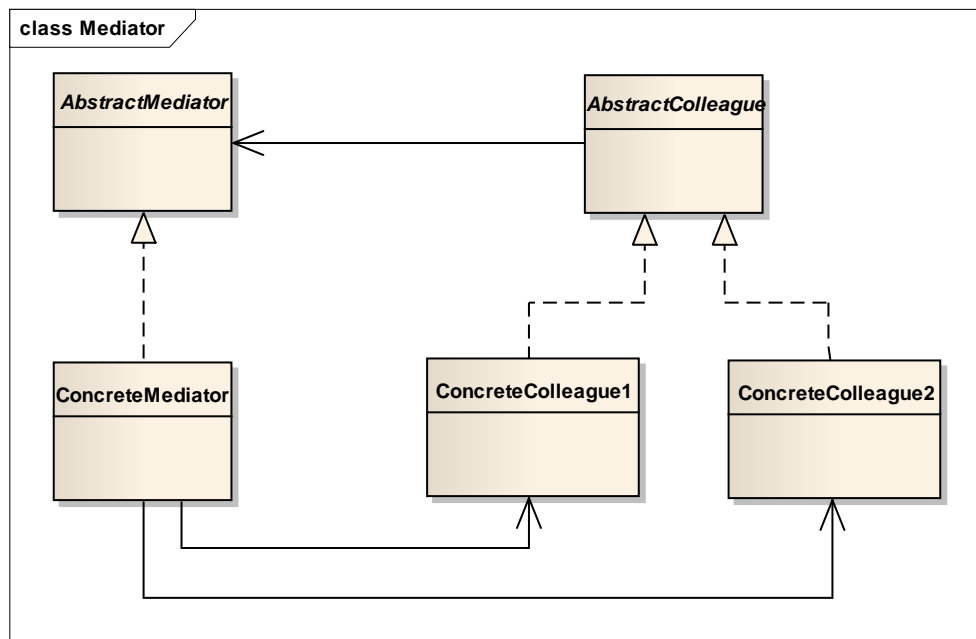 class Mediator
AbstractMediator
AbstractColleague
ConcreteMediator
ConcreteColleague1
ConcreteColleague2